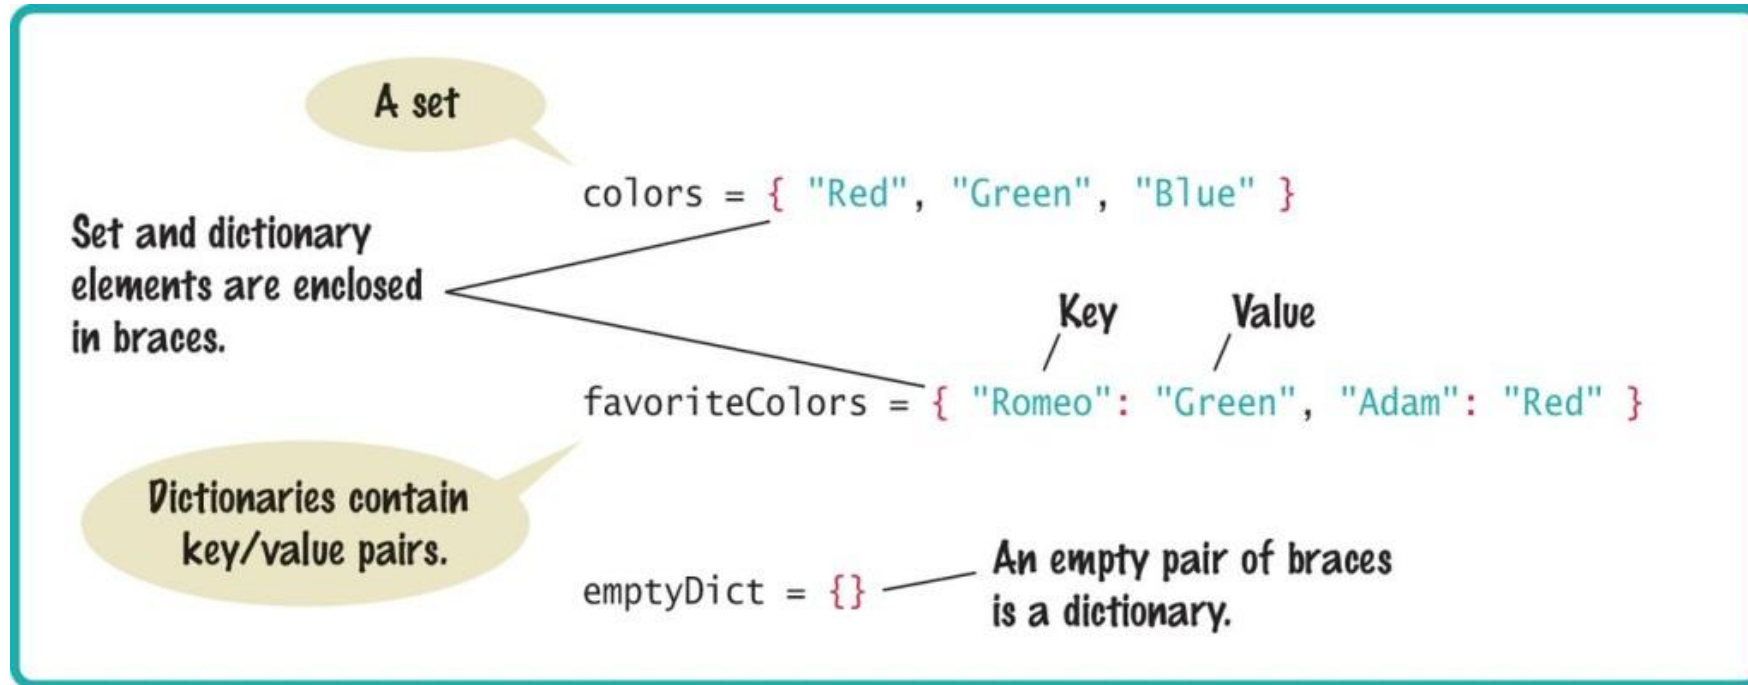 A set
colors = { "Red", "Green", "Blue" }
Set and dictionary
elements are enclosed
in braces.
Key
Value
favoriteColors = { "Romeo": "Green", "Adam": "Red" }
Dictionaries contain
key/value pairs.
emptyDict = {}
An empty pair of braces
is a dictionary.